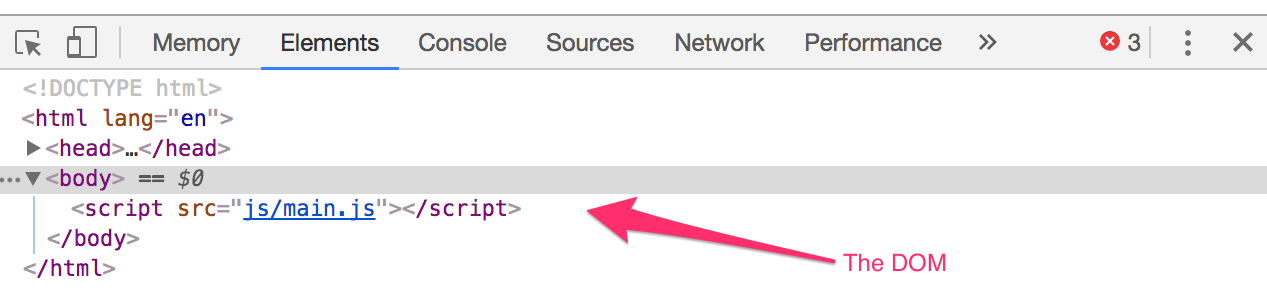 Memory Elements Console Sources Network Performance » 3
<!DOCTYPE html>
<html lang="en">
<head>…</head>
<body> == $0
<script src="js/main.js"></script>
</body>
</html>
The DOM